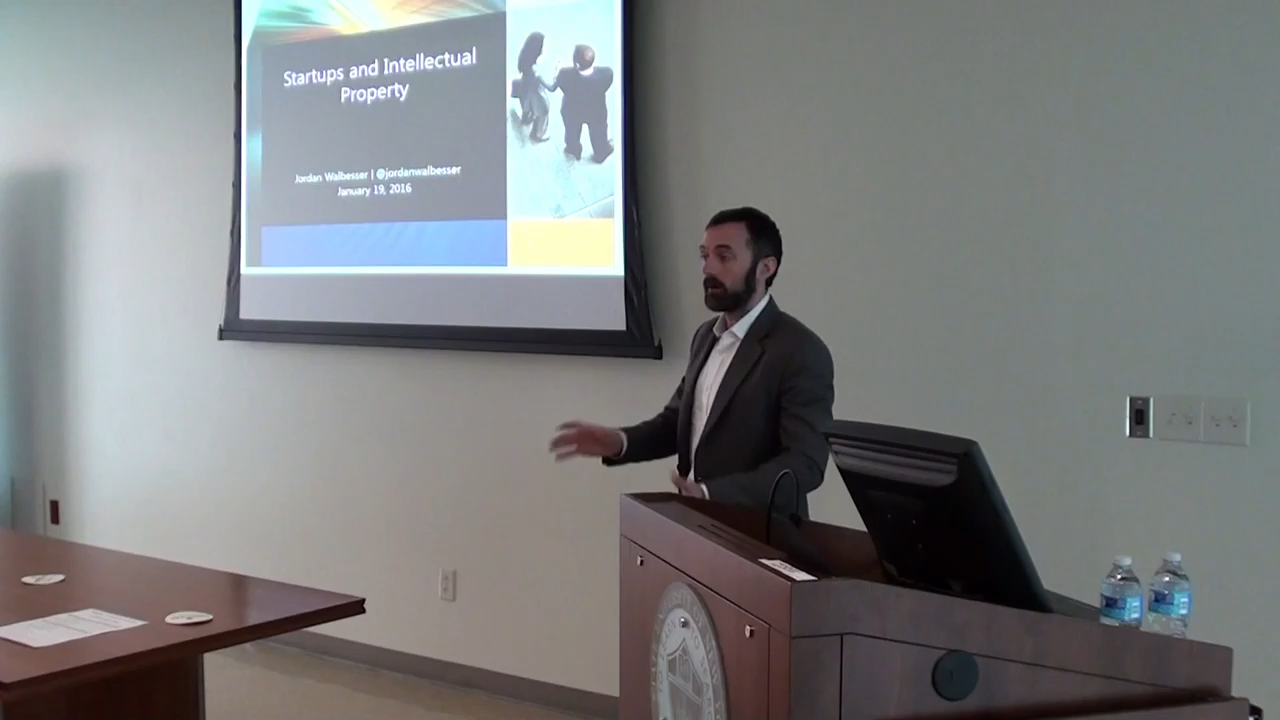 Startups and Intellectual
Property
Jordan Walbesser | @jordanwalbesser
January 19, 2016